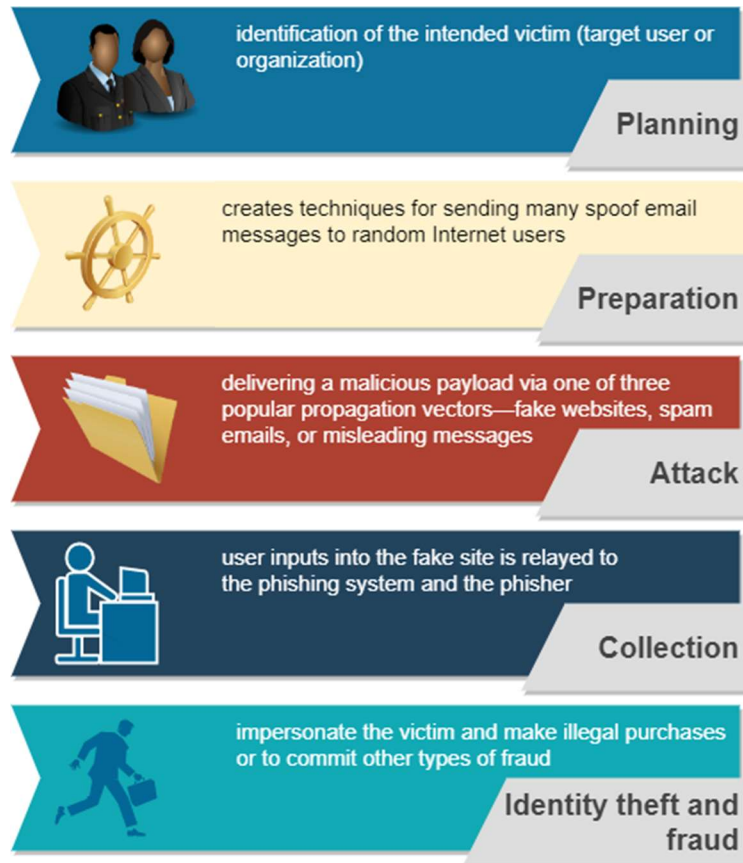 identification of the intended victim (target user or
organization)
Planning
creates techniques for sending many spoof email
messages to random Internet users
Preparation
delivering a malicious payload via one of three
popular propagation vectors—fake websites, spam
emails, or misleading messages
Attack
user inputs into the fake site is relayed to
the phishing system and the phisher
Collection
impersonate the victim and make illegal purchases
or to commit other types of fraud
Identity theft and
fraud